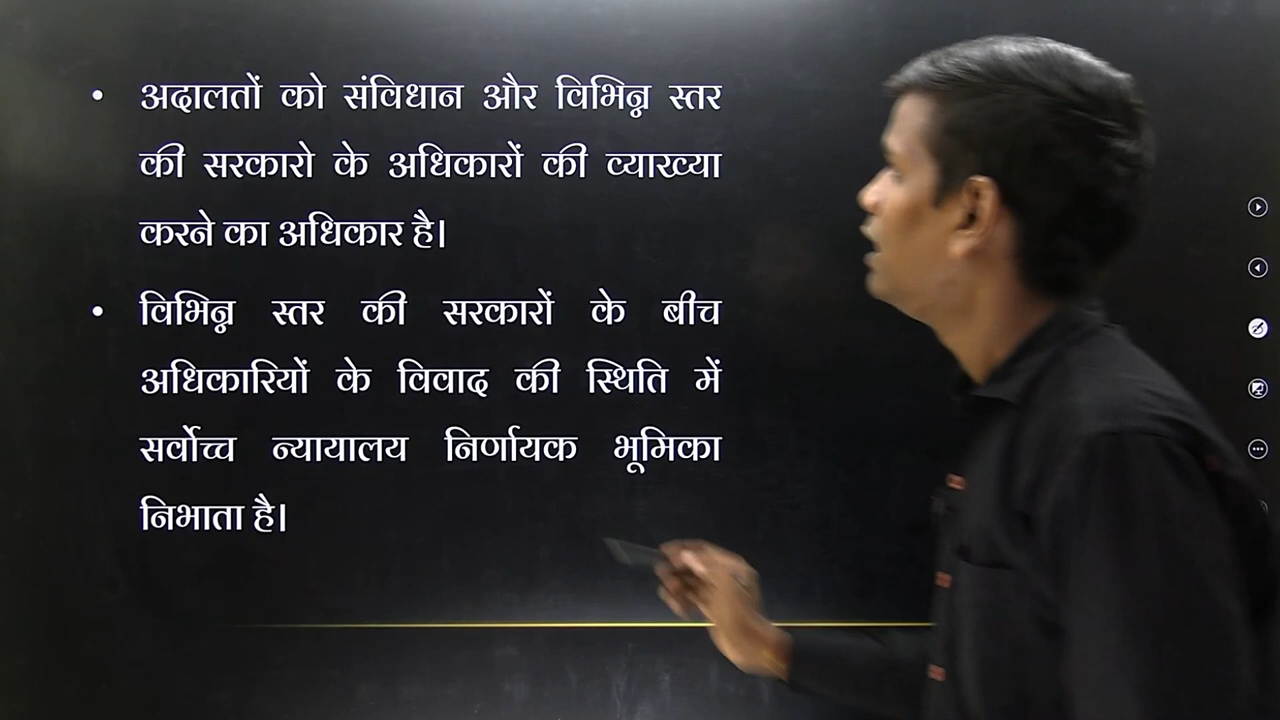 • अदालतों को संविधान और विभिन्न स्तर
की सरकारो के अधिकारों की व्याख्या
करने का अधिकार है।
• विभिन्न स्तर की सरकारों के बीच
अधिकारियों के विवाद की स्थिति में
सर्वोच्च न्यायालय निर्णायक भूमिका
निभाता है।